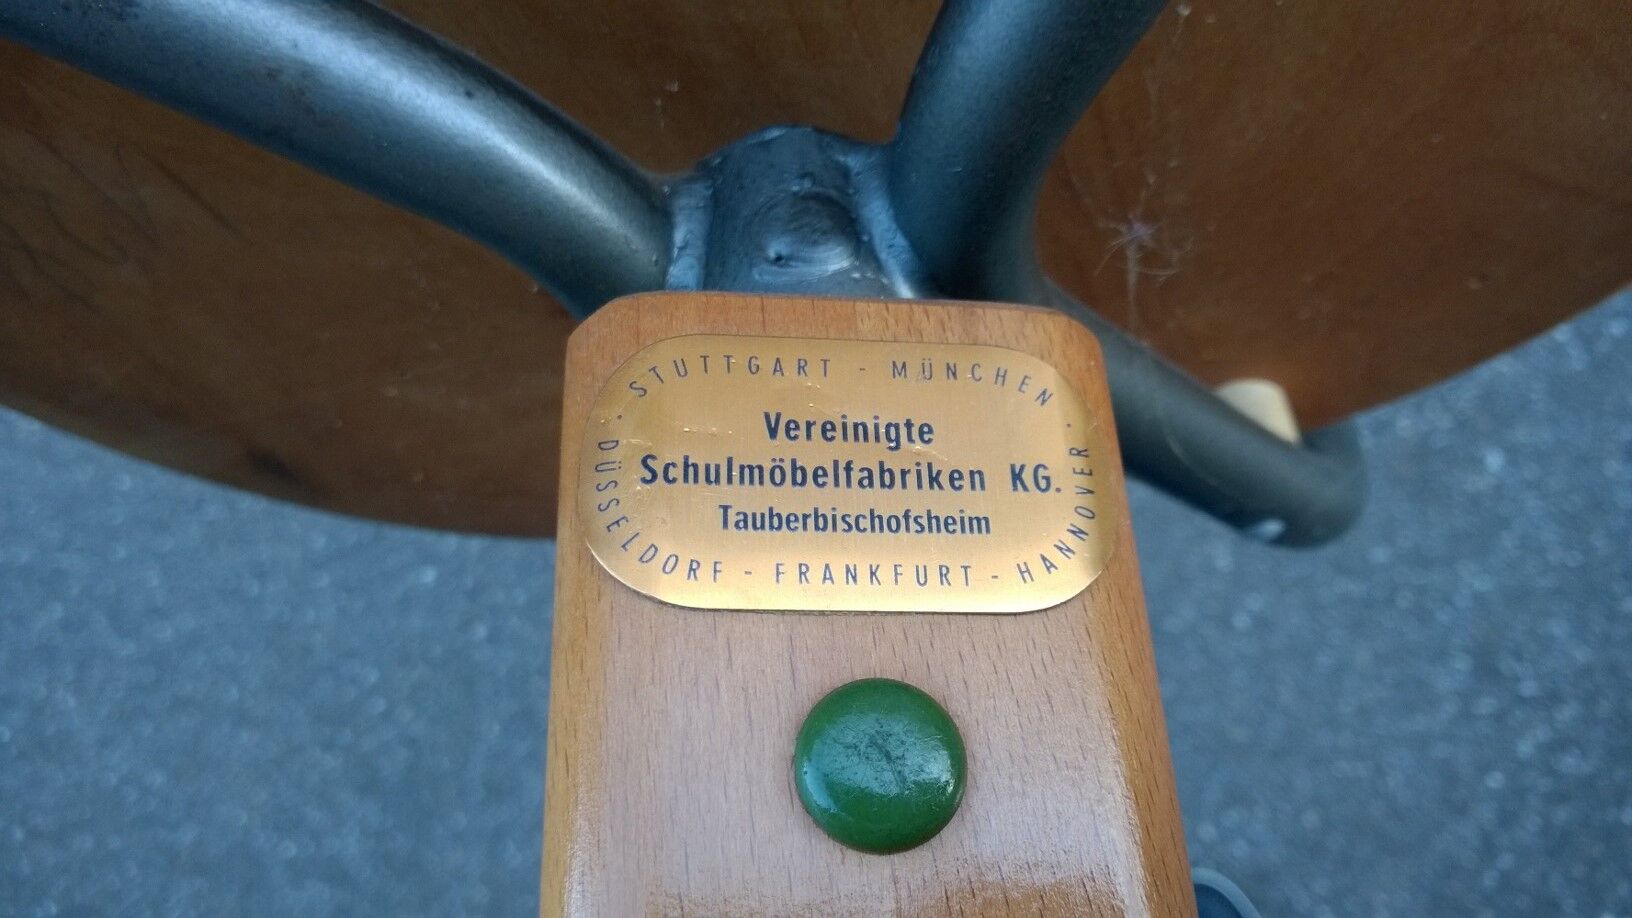 · STUTTGART - MÜNCHEN ·
Vereinigte
Schulmöbelfabriken KG.
Tauberbischofsheim
DÜSSELDORF - FRANKFURT - HANNOVER